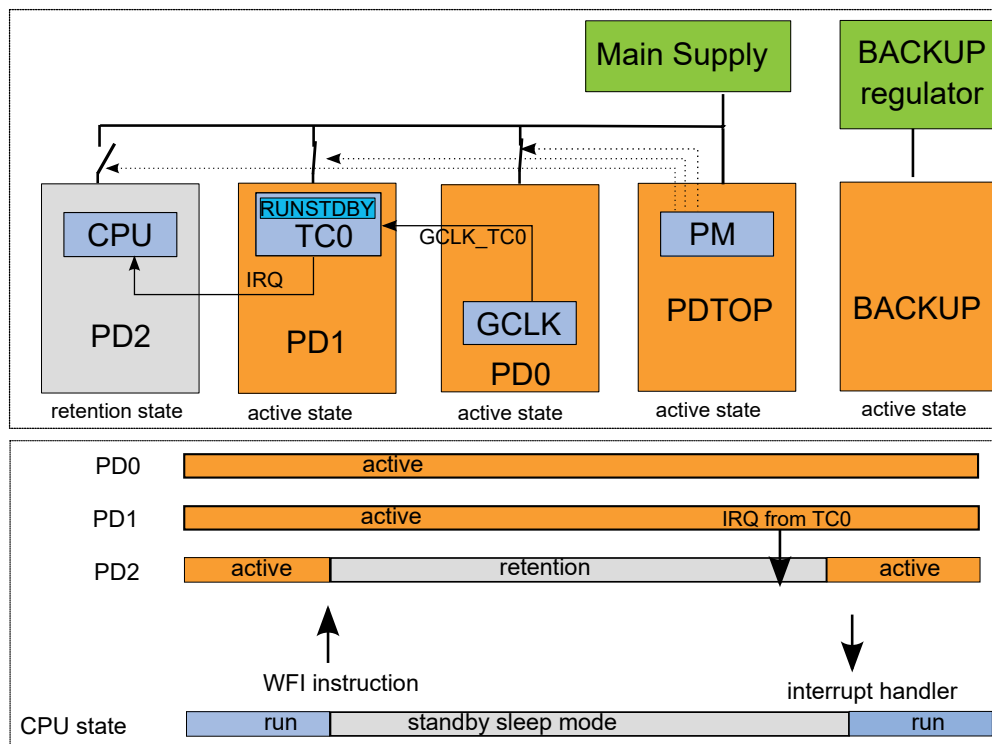 Main Supply
BACKUP
regulator
CPU
PD2
RUNSTDBY
TC0
IRQ
PD1
GCLK_TC0
GCLK
PD0
PM
PDTOP
BACKUP
retention state
active state
active state
active state
active state
PD0
active
PD1
active
IRQ from TC0
PD2
active
retention
active
WFI instruction
interrupt handler
CPU state
run
standby sleep mode
run